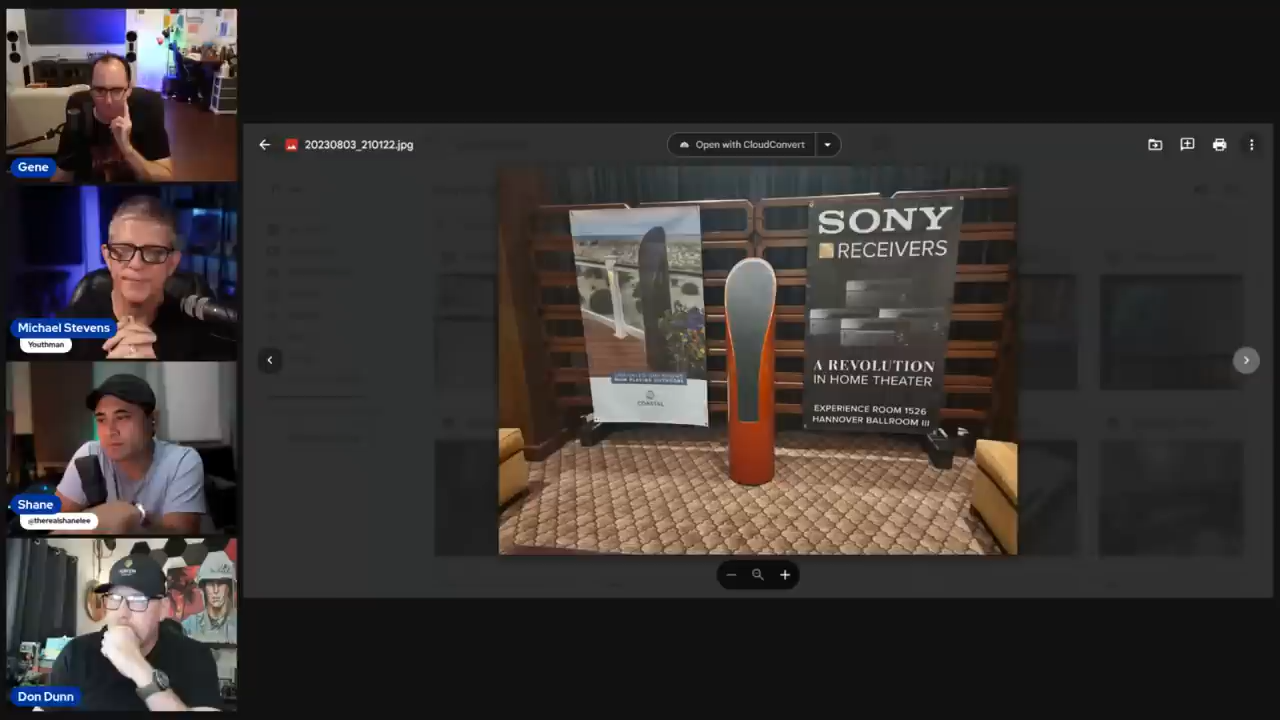 Gene
Michael Stevens
Youthman
Shane
@therealshanelee
Don Dunn
20230803_210122.jpg
Open with CloudConvert
COASTAL
SONY
RECEIVERS
A REVOLUTION
IN HOME THEATER
EXPERIENCE ROOM 1526
HANNOVER BALLROOM III